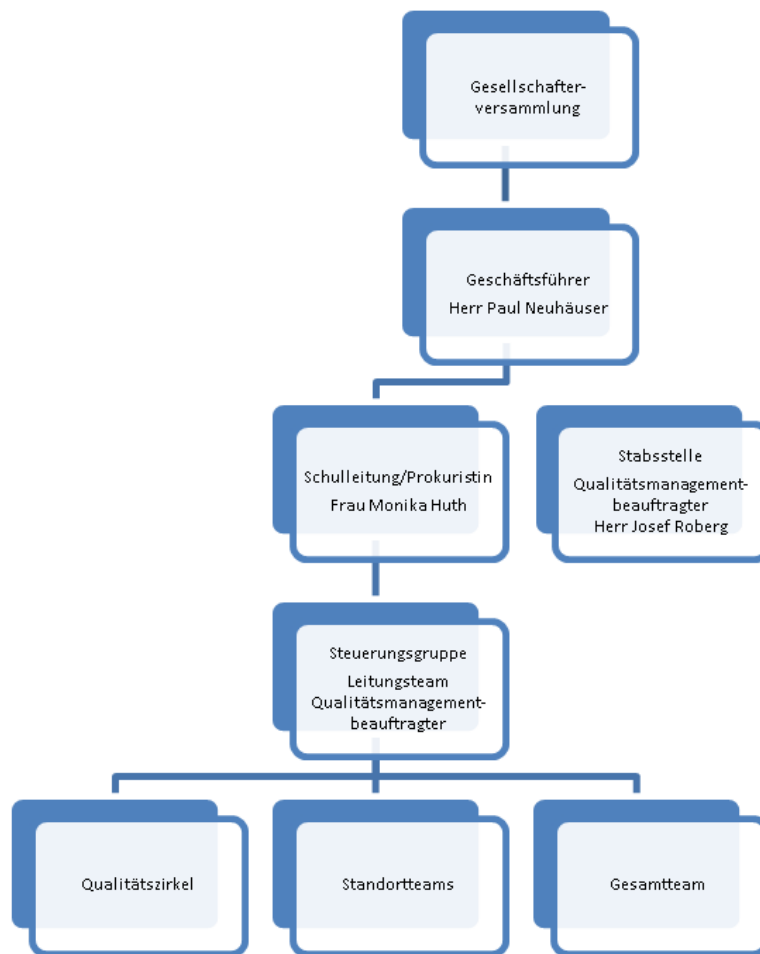 Gesellschafter-
versammlung
Geschäftsführer
Herr Paul Neuhäuser
Schulleitung/Prokuristin
Frau Monika Huth
Stabsstelle
Qualitätsmanagement-
beauftragter
Herr Josef Roberg
Steuerungsgruppe
Leitungsteam
Qualitätsmanagement-
beauftragter
Qualitätszirkel
Standortteams
Gesamtteam